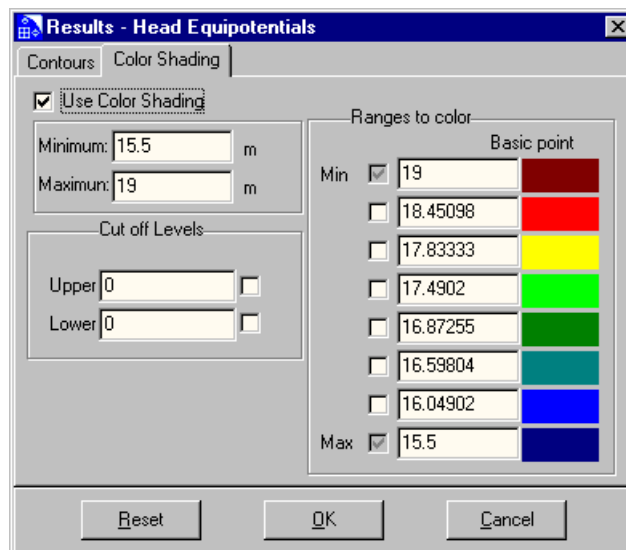 Results - Head Equipotentials
Contours
Color Shading
Use Color Shading
Minimum: 15.5 m
Maximun: 19 m
Cut off Levels
Upper 0
Lower 0
Ranges to color
Basic point
Min 19
18.45098
17.83333
17.4902
16.87255
16.59804
16.04902
Max 15.5
Reset
OK
Cancel